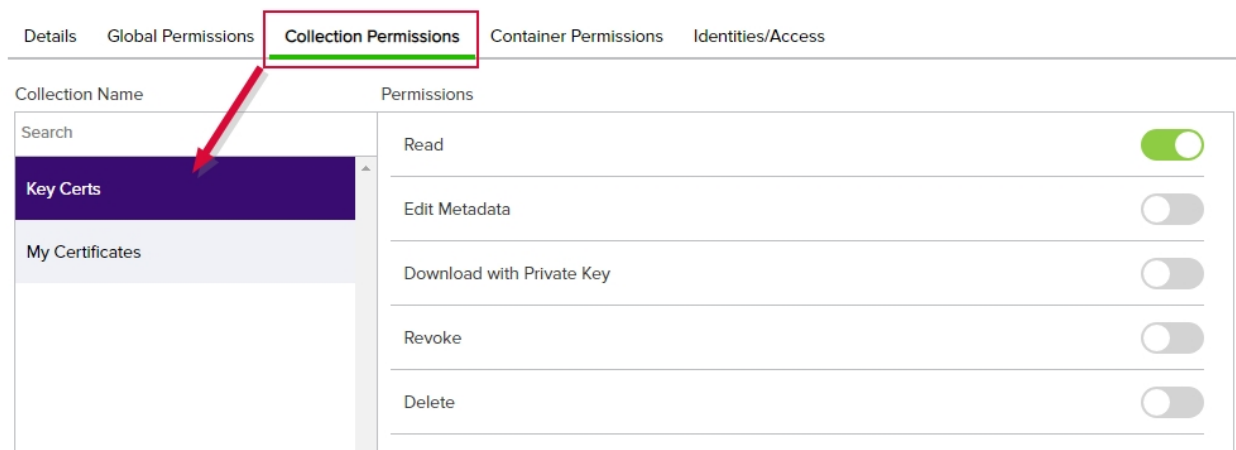 Details Global Permissions Collection Permissions Container Permissions Identities/Access
Collection Name Permissions
Search
Read
Key Certs
Edit Metadata
My Certificates
Download with Private Key
Revoke
Delete